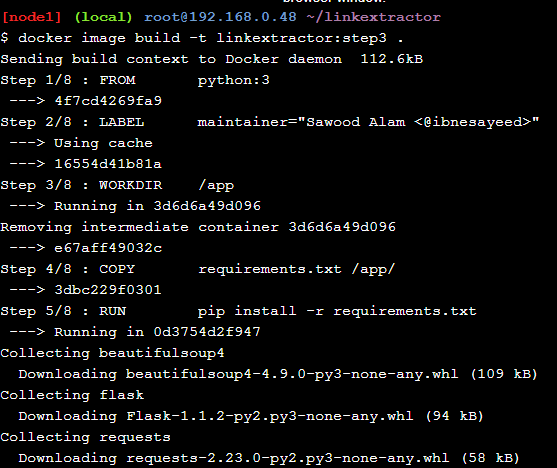 browser window.
[node1] (local) root@192.168.0.48 ~/linkextractor
$ docker image build -t linkextractor:step3 .
Sending build context to Docker daemon  112.6kB
Step 1/8 : FROM       python:3
 ---> 4f7cd4269fa9
Step 2/8 : LABEL      maintainer="Sawood Alam <@ibnesayeed>"
 ---> Using cache
 ---> 16554d41b81a
Step 3/8 : WORKDIR    /app
 ---> Running in 3d6d6a49d096
Removing intermediate container 3d6d6a49d096
 ---> e67aff49032c
Step 4/8 : COPY       requirements.txt /app/
 ---> 3dbc229f0301
Step 5/8 : RUN        pip install -r requirements.txt
 ---> Running in 0d3754d2f947
Collecting beautifulsoup4
  Downloading beautifulsoup4-4.9.0-py3-none-any.whl (109 kB)
Collecting flask
  Downloading Flask-1.1.2-py2.py3-none-any.whl (94 kB)
Collecting requests
  Downloading requests-2.23.0-py2.py3-none-any.whl (58 kB)